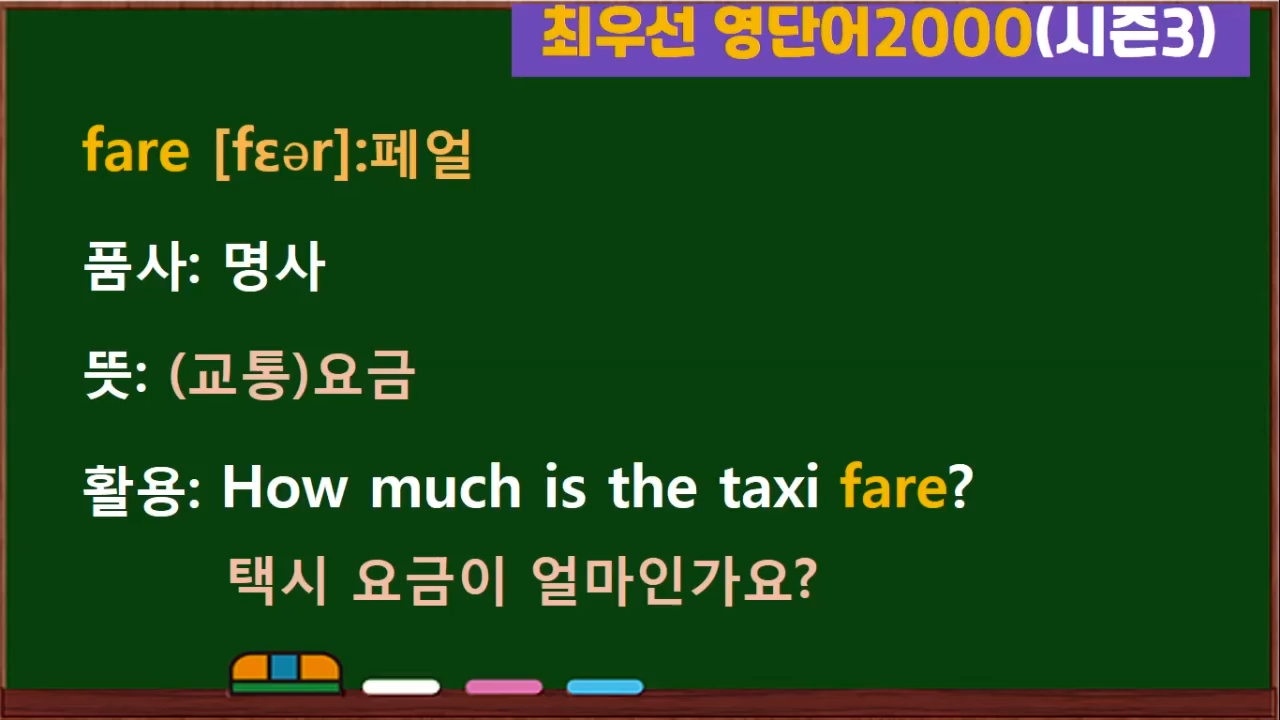 최우선 영단어2000(시즌3)
fare [fɛər]:페얼
품사: 명사
뜻: (교통)요금
활용: How much is the taxi fare?
택시 요금이 얼마인가요?